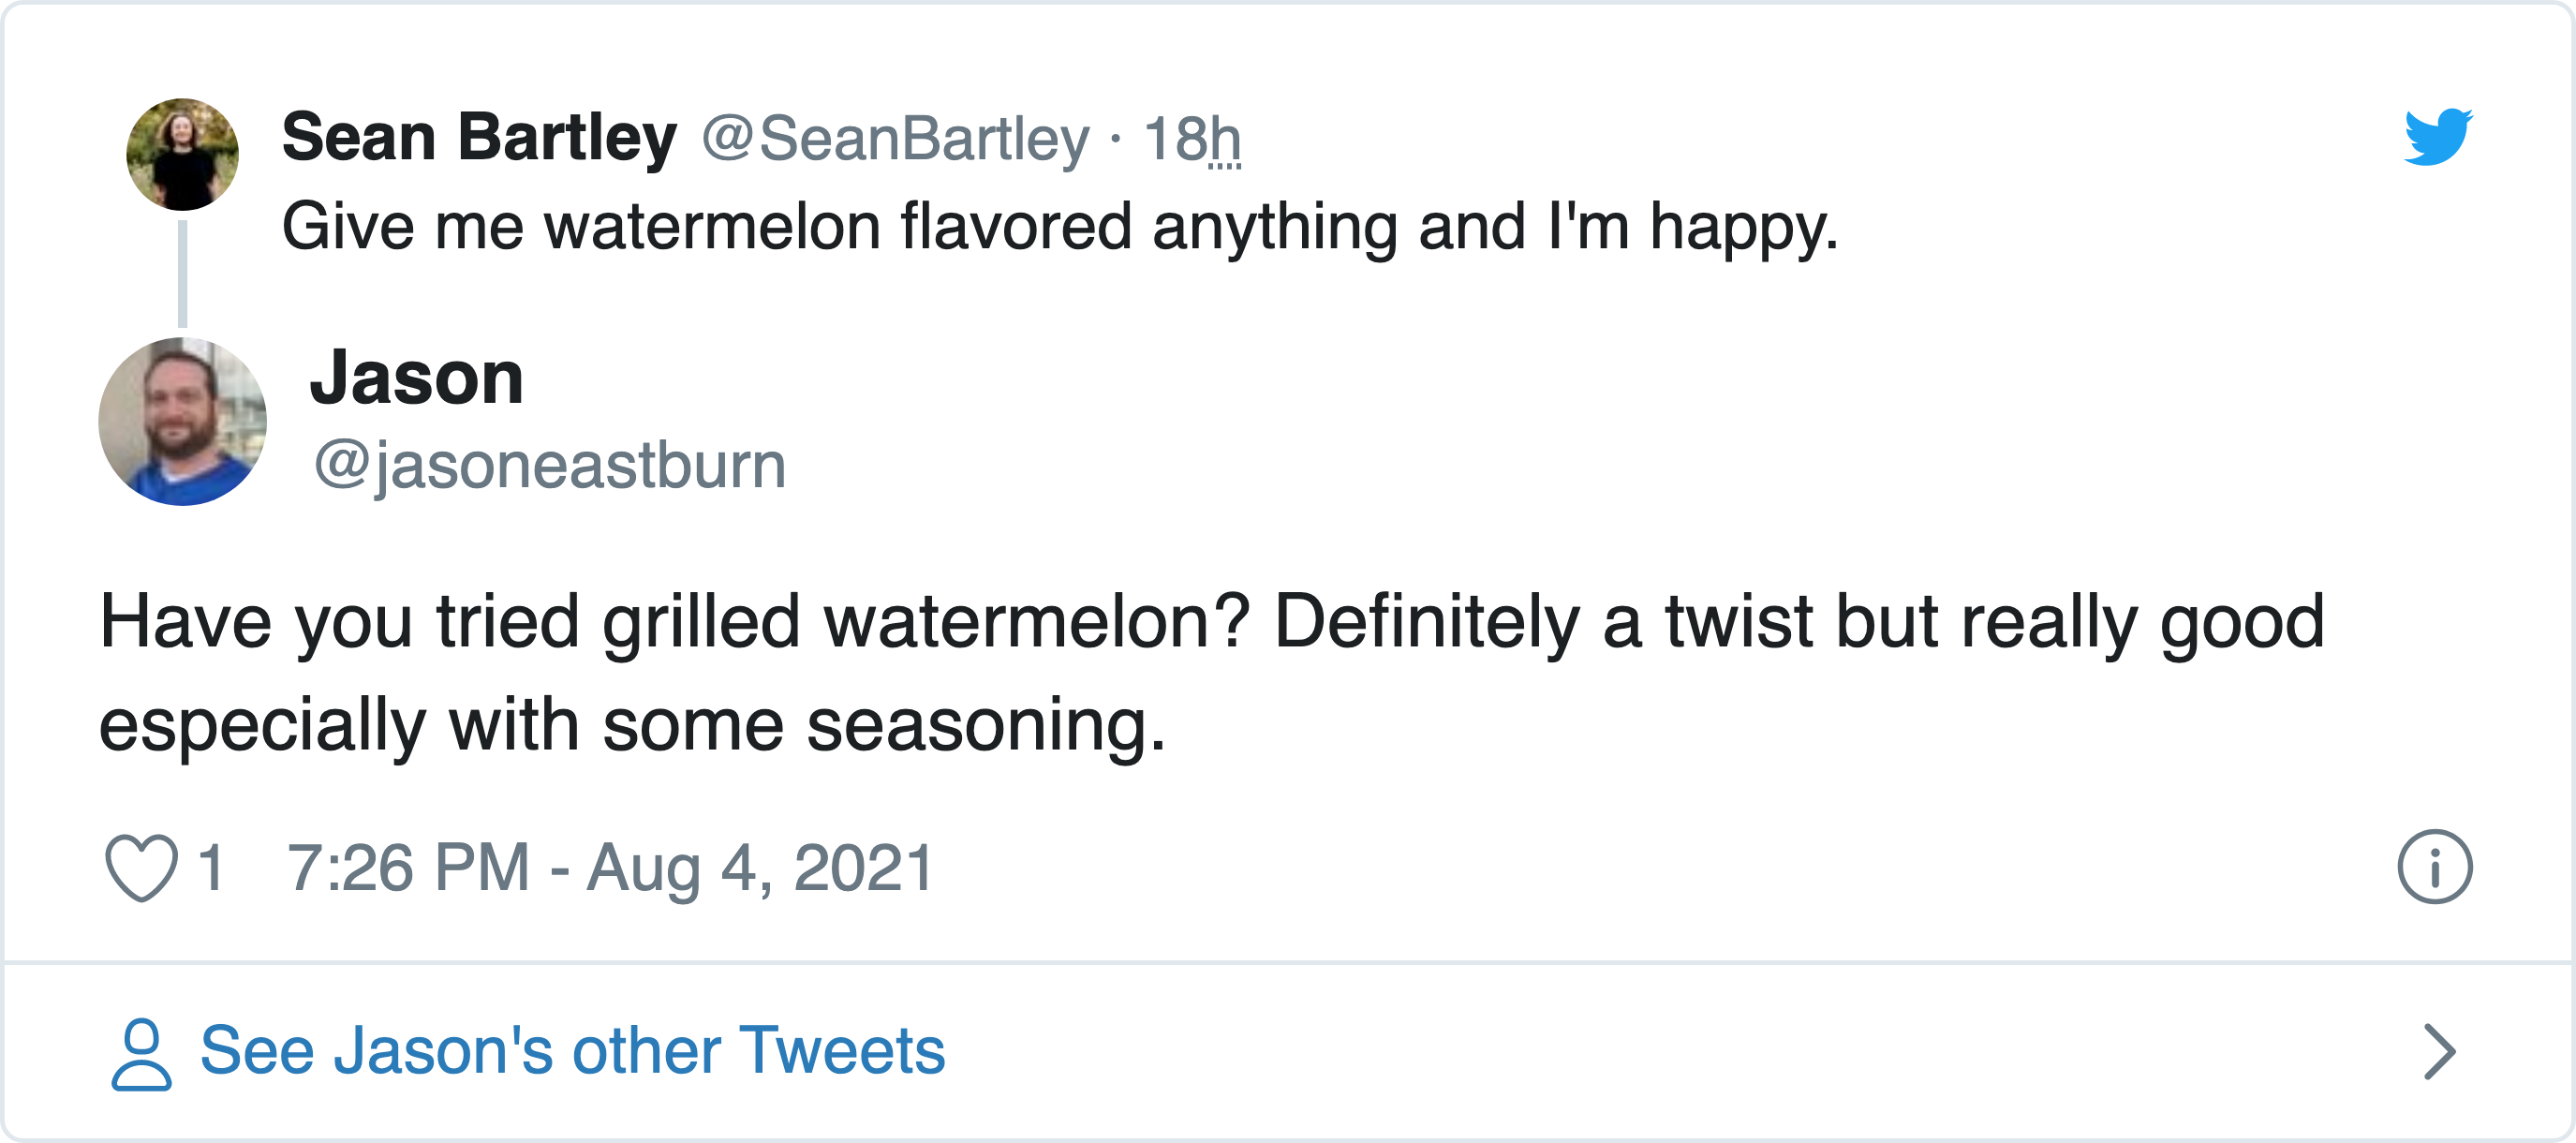 Sean Bartley @SeanBartley · 18h
Give me watermelon flavored anything and I'm happy.
Jason
@jasoneastburn
Have you tried grilled watermelon? Definitely a twist but really good
especially with some seasoning.
1 7:26 PM - Aug 4, 2021
See Jason's other Tweets